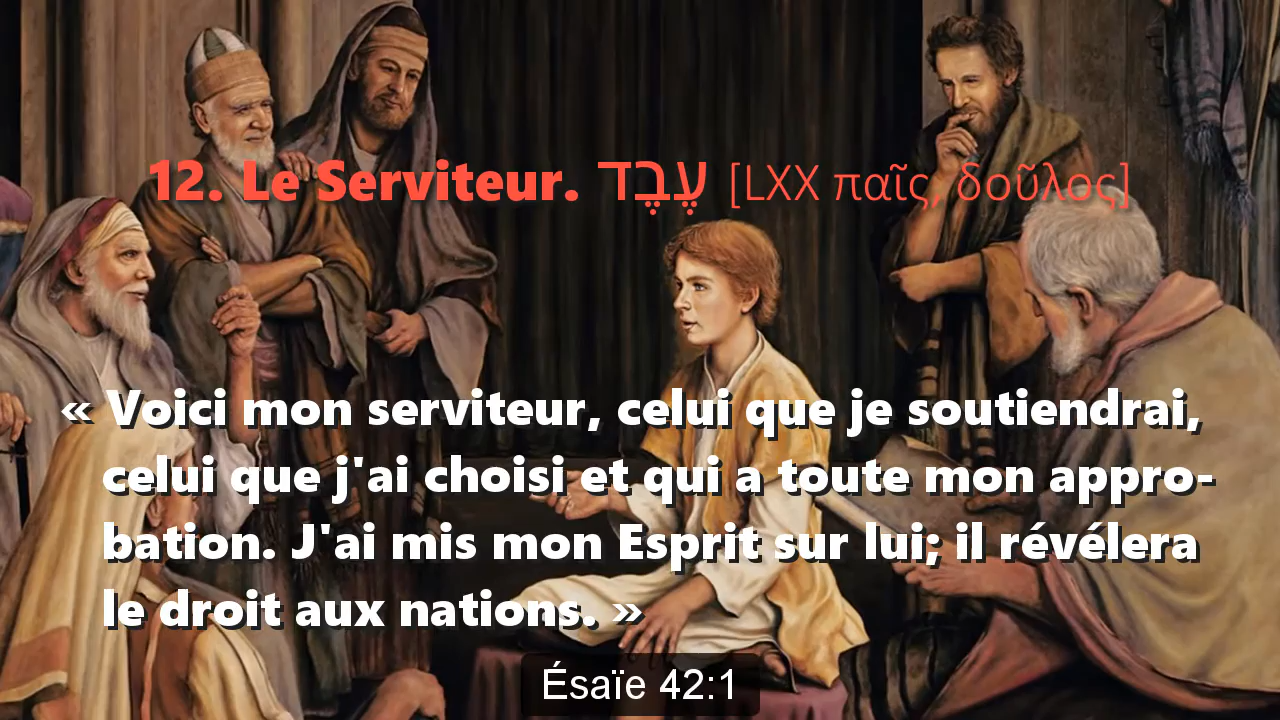 12. Le Serviteur. עֶבֶד [LXX παῖς, δοῦλος]
« Voici mon serviteur, celui que je soutiendrai,
celui que j'ai choisi et qui a toute mon appro-
bation. J'ai mis mon Esprit sur lui; il révélera
le droit aux nations. »
Ésaïe 42:1